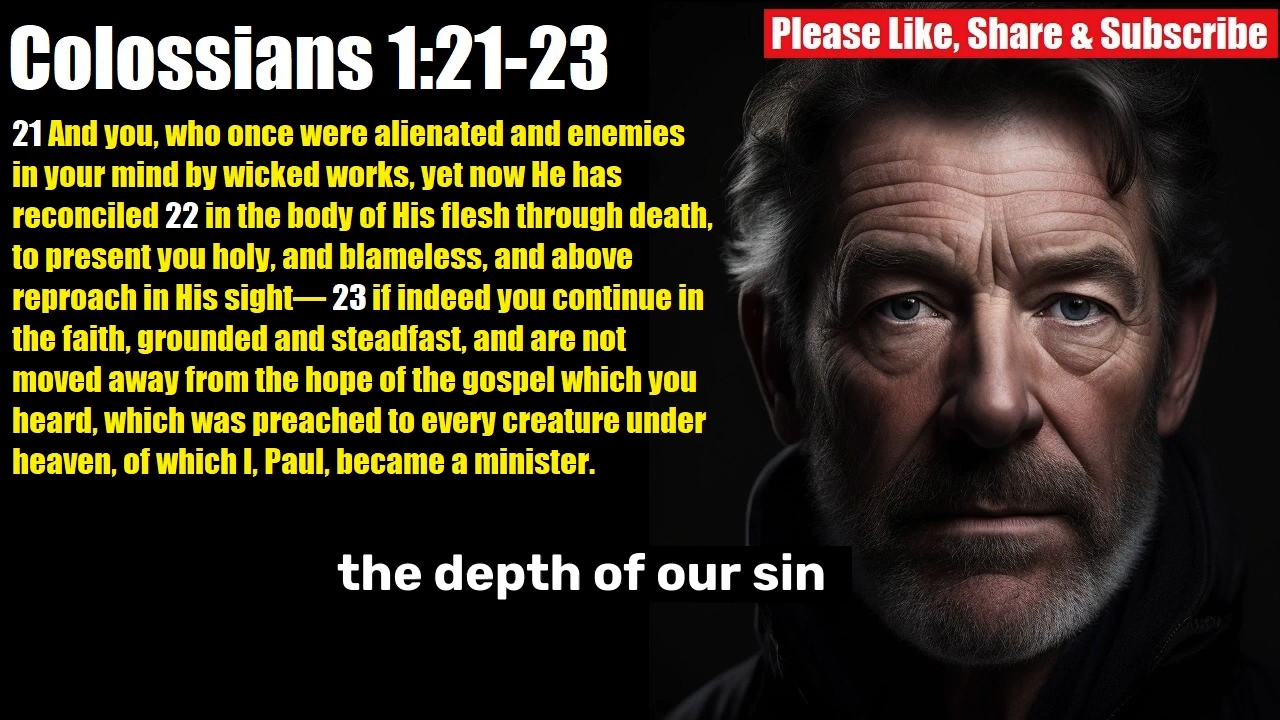 Colossians 1:21-23
Please Like, Share & Subscribe
21 And you, who once were alienated and enemies
in your mind by wicked works, yet now He has
reconciled 22 in the body of His flesh through death,
to present you holy, and blameless, and above
reproach in His sight— 23 if indeed you continue in
the faith, grounded and steadfast, and are not
moved away from the hope of the gospel which you
heard, which was preached to every creature under
heaven, of which I, Paul, became a minister.
the depth of our sin